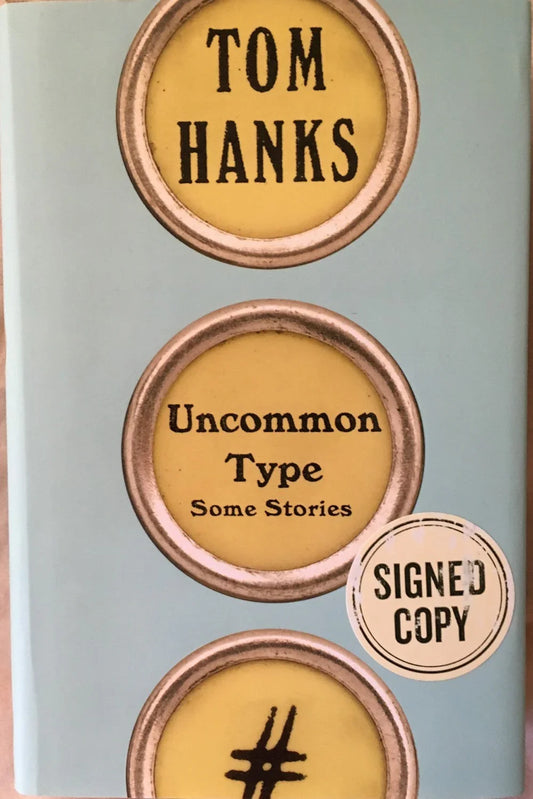 TOM
HANKS
Uncommon
Type
Some Stories
SIGNED
COPY
#